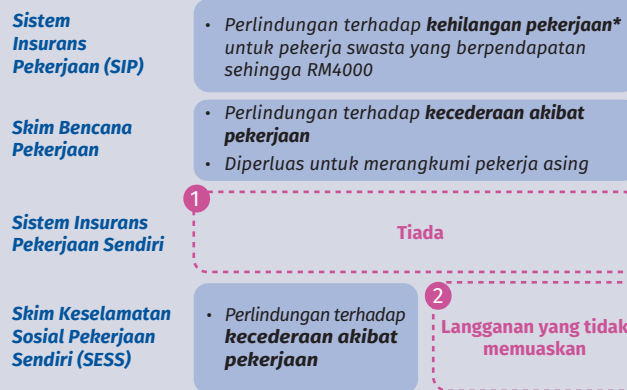 Sistem
Insurans
Pekerjaan (SIP)
• Perlindungan terhadap kehilangan pekerjaan*
untuk pekerja swasta yang berpendapatan
sehingga RM4000
Skim Bencana
Pekerjaan
• Perlindungan terhadap kecederaan akibat
pekerjaan
• Diperluas untuk merangkumi pekerja asing
Sistem Insurans
Pekerjaan Sendiri
1
Tiada
Skim Keselamatan
Sosial Pekerjaan
Sendiri (SESS)
• Perlindungan terhadap
kecederaan akibat
pekerjaan
2
Langganan yang tidak
memuaskan